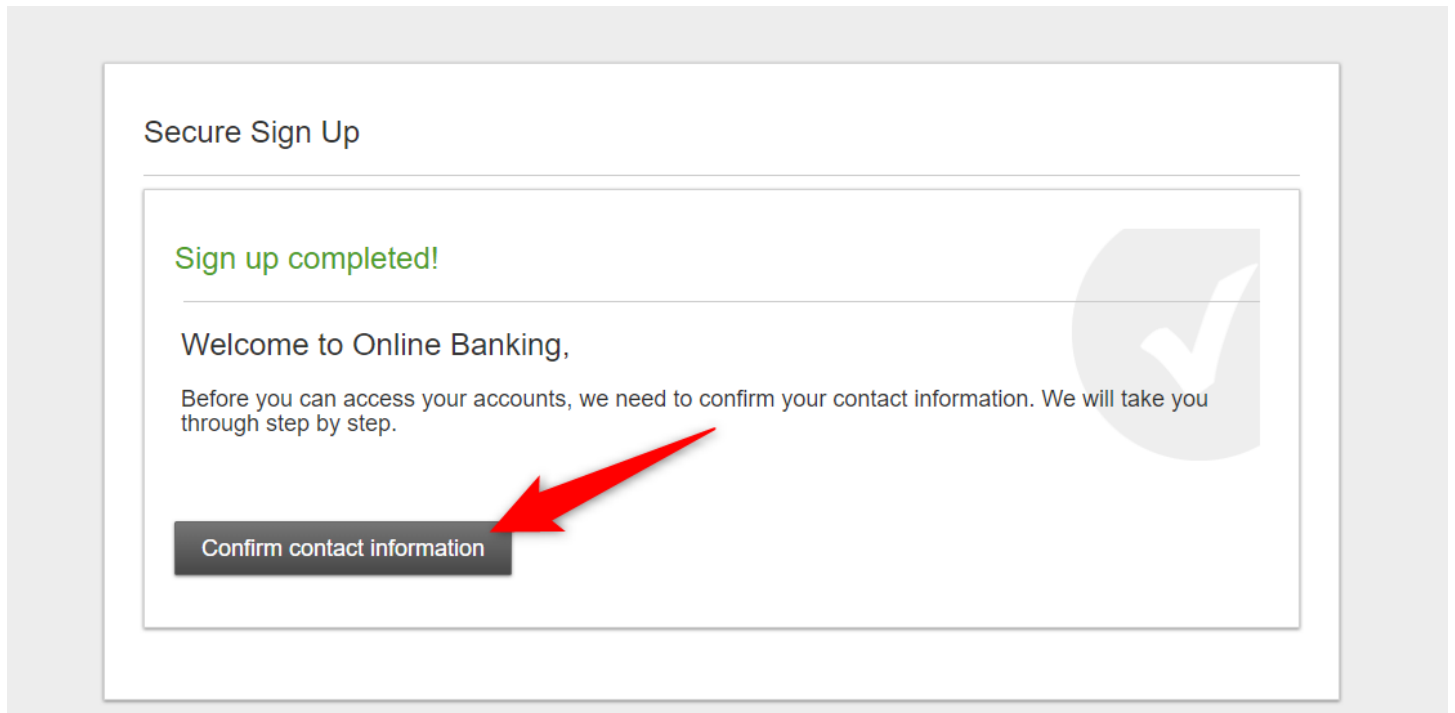 Secure Sign Up
Sign up completed!
Welcome to Online Banking,
Before you can access your accounts, we need to confirm your contact information. We will take you
through step by step.
Confirm contact information